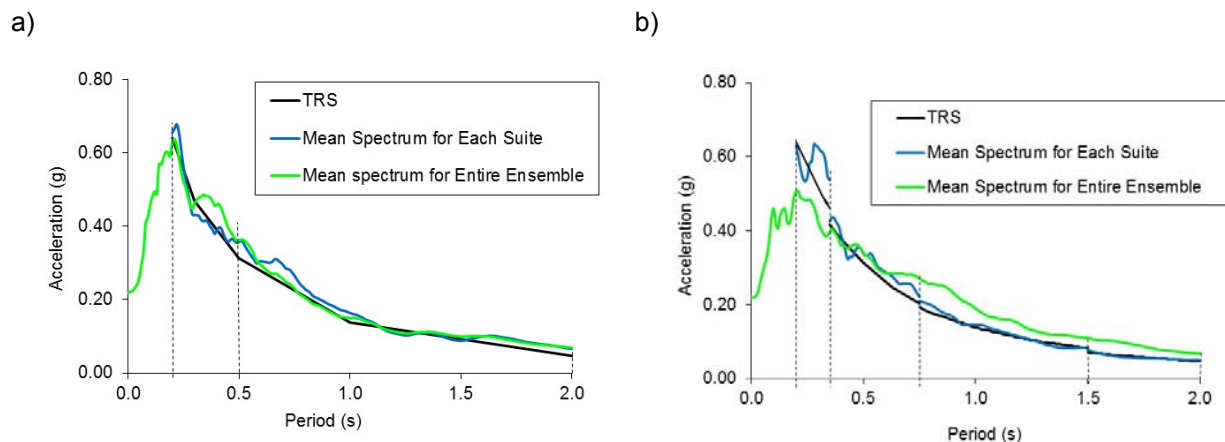 a)
0.80
0.60
0.40
0.20
0.00
Acceleration (g)
0.0
0.5
1.0
1.5
2.0
Period (s)
TRS
Mean Spectrum for Each Suite
Mean spectrum for Entire Ensemble
b)
0.80
0.60
0.40
0.20
0.00
Acceleration (g)
0.0
0.5
1.0
1.5
2.0
Period (s)
TRS
Mean Spectrum for Each Suite
Mean Spectrum for Entire Ensemble